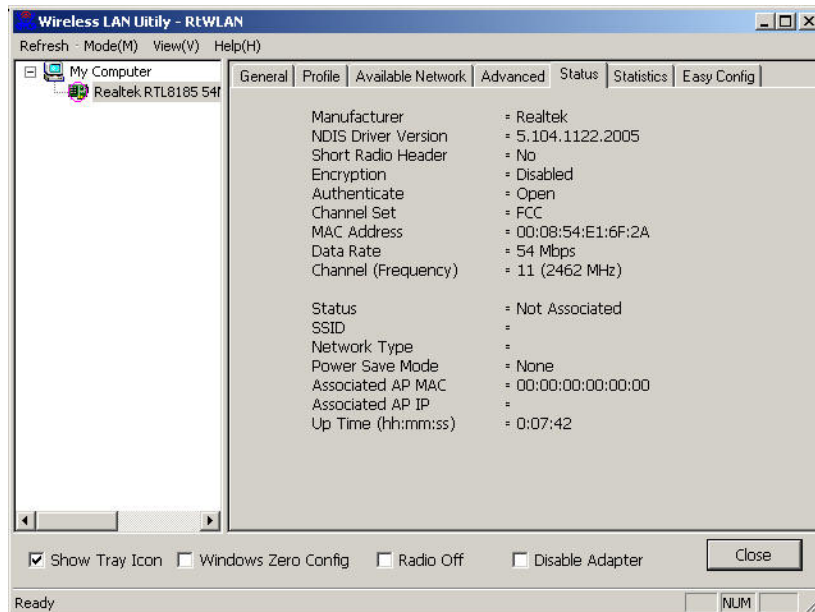 Wireless LAN Uitily - RtWLAN
Refresh Mode(M) View(V) Help(H)
My Computer
Realtek RTL8185 54
General Profile Available Network Advanced Status Statistics Easy Config
Manufacturer = Realtek
NDIS Driver Version = 5.104.1122.2005
Short Radio Header = No
Encryption = Disabled
Authenticate = Open
Channel Set = FCC
MAC Address = 00:08:54:E1:6F:2A
Data Rate = 54 Mbps
Channel (Frequency) = 11 (2462 MHz)
Status = Not Associated
SSID =
Network Type =
Power Save Mode = None
Associated AP MAC = 00:00:00:00:00:00
Associated AP IP =
Up Time (hh:mm:ss) = 0:07:42
Show Tray Icon Windows Zero Config Radio Off Disable Adapter Close
Ready NUM